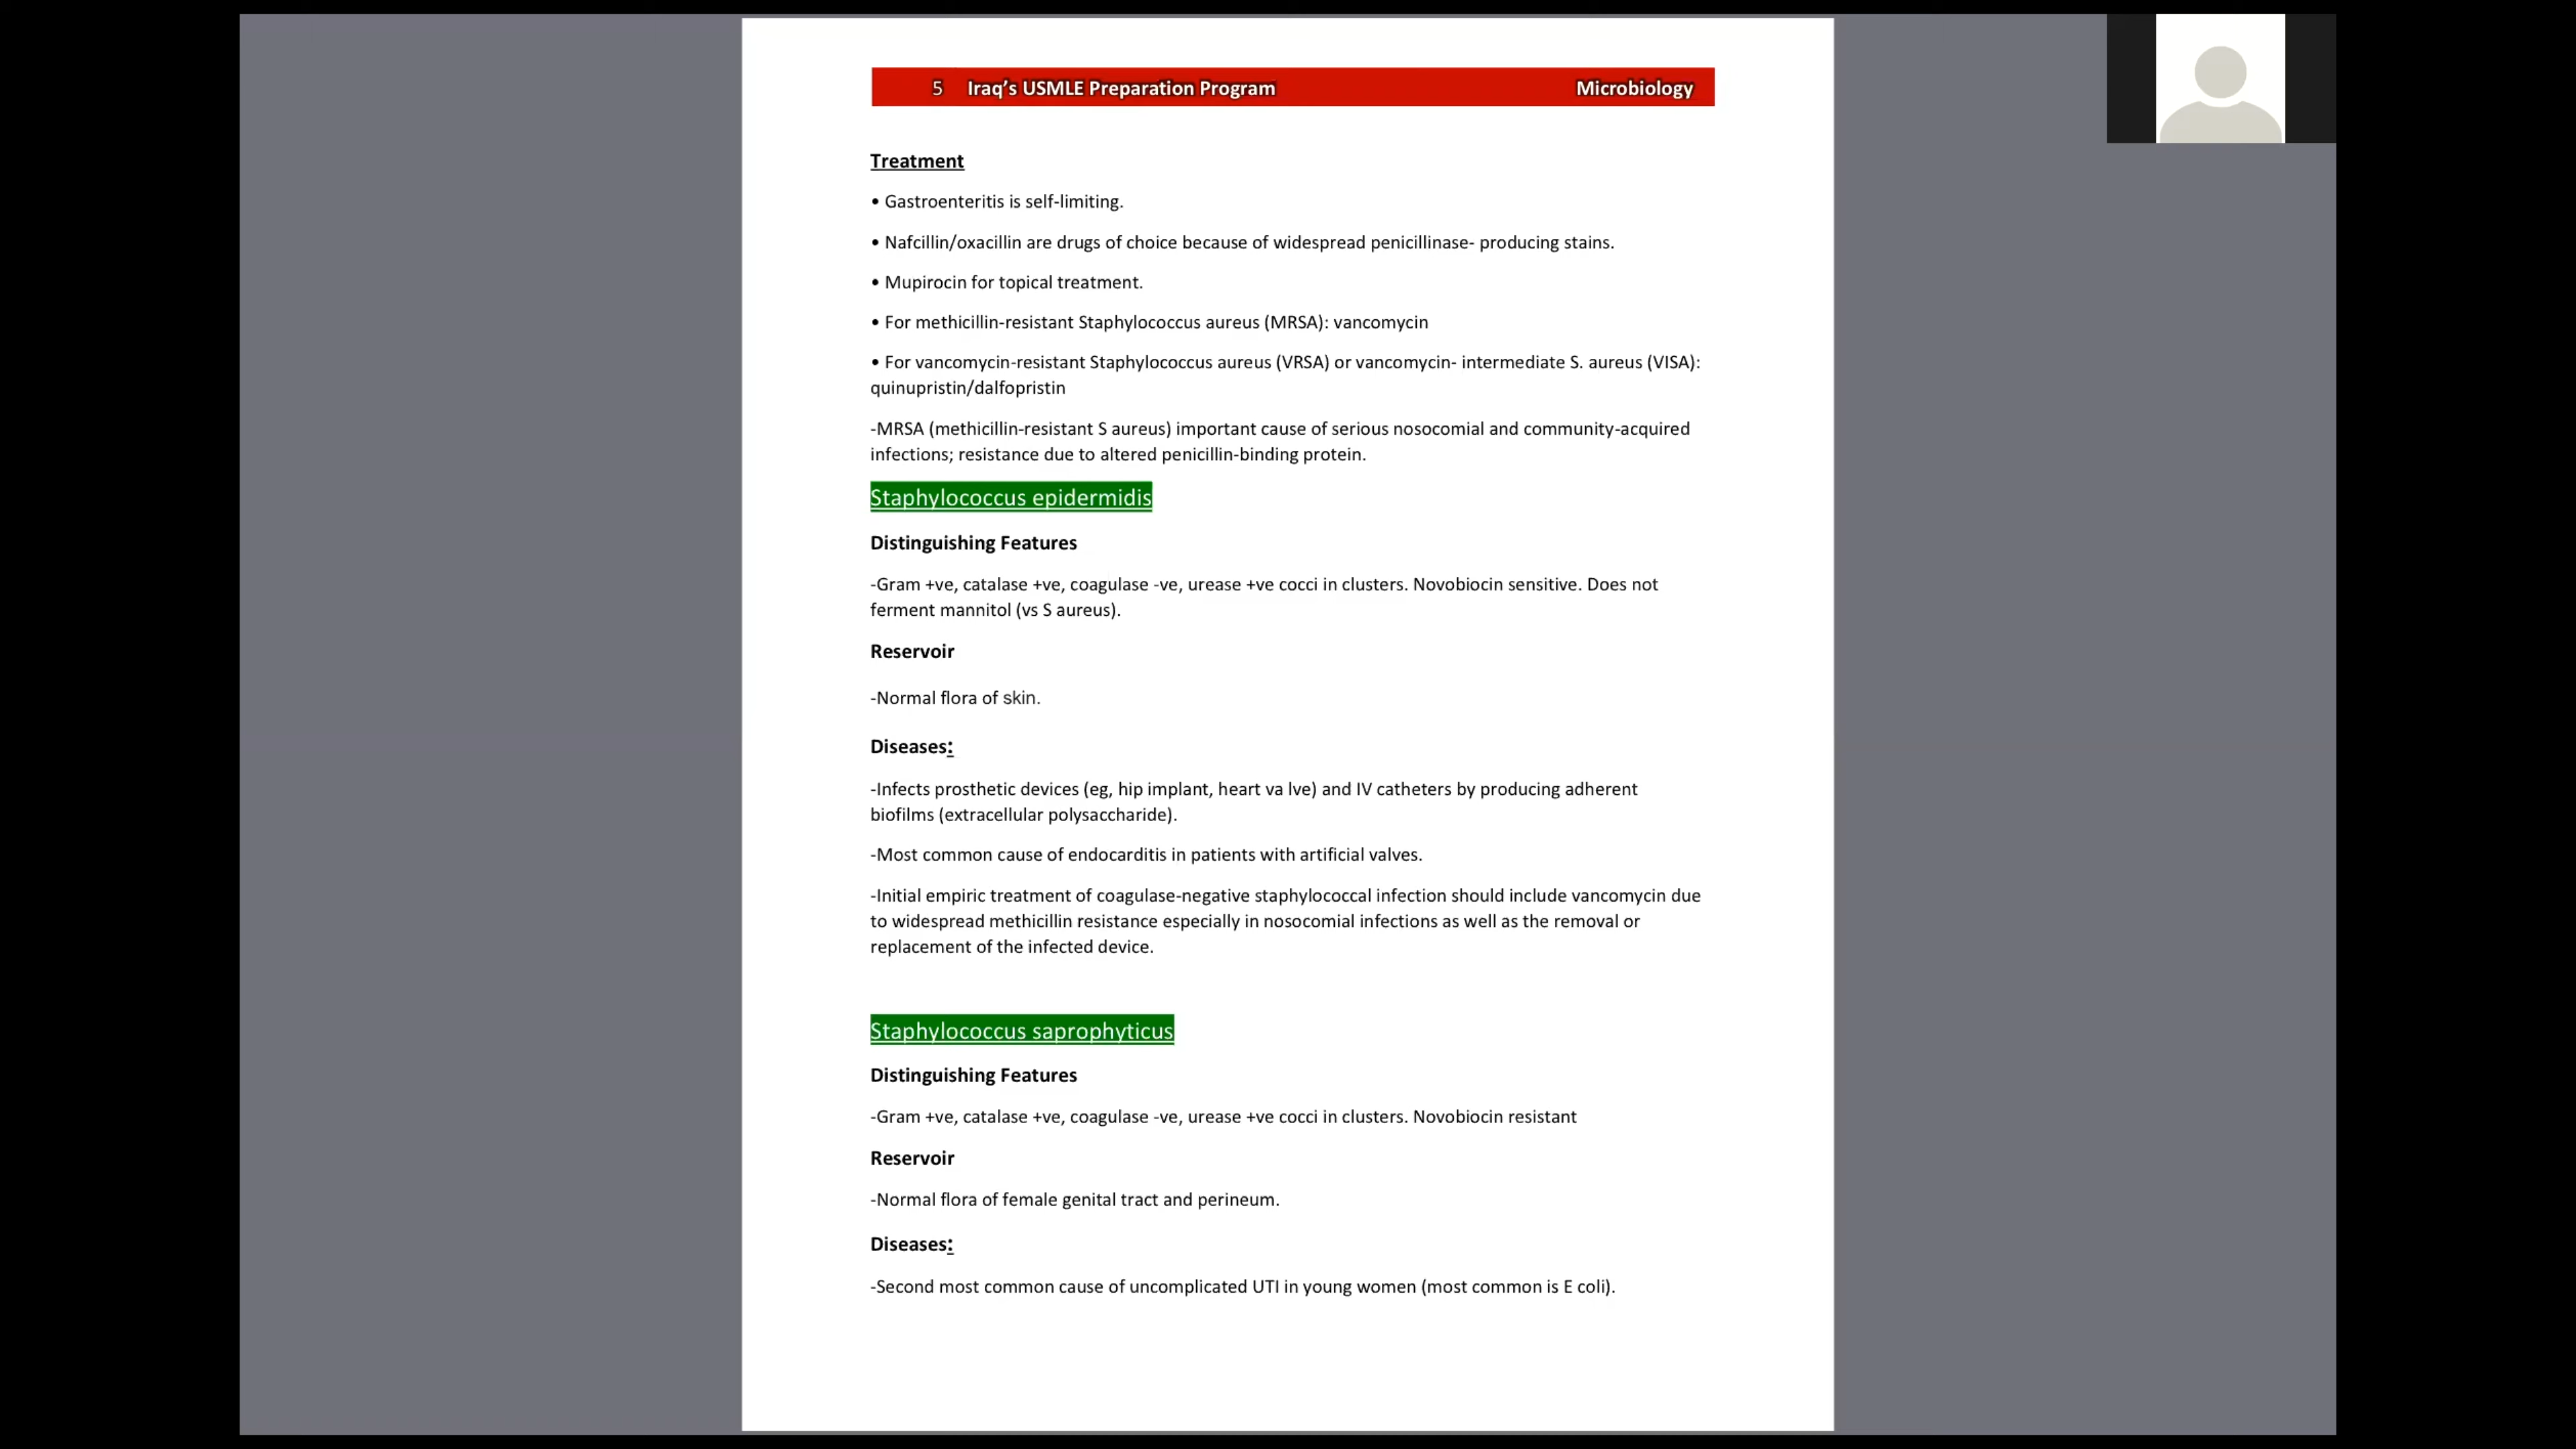 5 Iraq’s USMLE Preparation Program Microbiology
Treatment
• Gastroenteritis is self-limiting.
• Nafcillin/oxacillin are drugs of choice because of widespread penicillinase- producing stains.
• Mupirocin for topical treatment.
• For methicillin-resistant Staphylococcus aureus (MRSA): vancomycin
• For vancomycin-resistant Staphylococcus aureus (VRSA) or vancomycin- intermediate S. aureus (VISA):
quinupristin/dalfopristin
-MRSA (methicillin-resistant S aureus) important cause of serious nosocomial and community-acquired
infections; resistance due to altered penicillin-binding protein.
Staphylococcus epidermidis
Distinguishing Features
-Gram +ve, catalase +ve, coagulase -ve, urease +ve cocci in clusters. Novobiocin sensitive. Does not
ferment mannitol (vs S aureus).
Reservoir
-Normal flora of skin.
Diseases:
-Infects prosthetic devices (eg, hip implant, heart va lve) and IV catheters by producing adherent
biofilms (extracellular polysaccharide).
-Most common cause of endocarditis in patients with artificial valves.
-Initial empiric treatment of coagulase-negative staphylococcal infection should include vancomycin due
to widespread methicillin resistance especially in nosocomial infections as well as the removal or
replacement of the infected device.
Staphylococcus saprophyticus
Distinguishing Features
-Gram +ve, catalase +ve, coagulase -ve, urease +ve cocci in clusters. Novobiocin resistant
Reservoir
-Normal flora of female genital tract and perineum.
Diseases:
-Second most common cause of uncomplicated UTI in young women (most common is E coli).